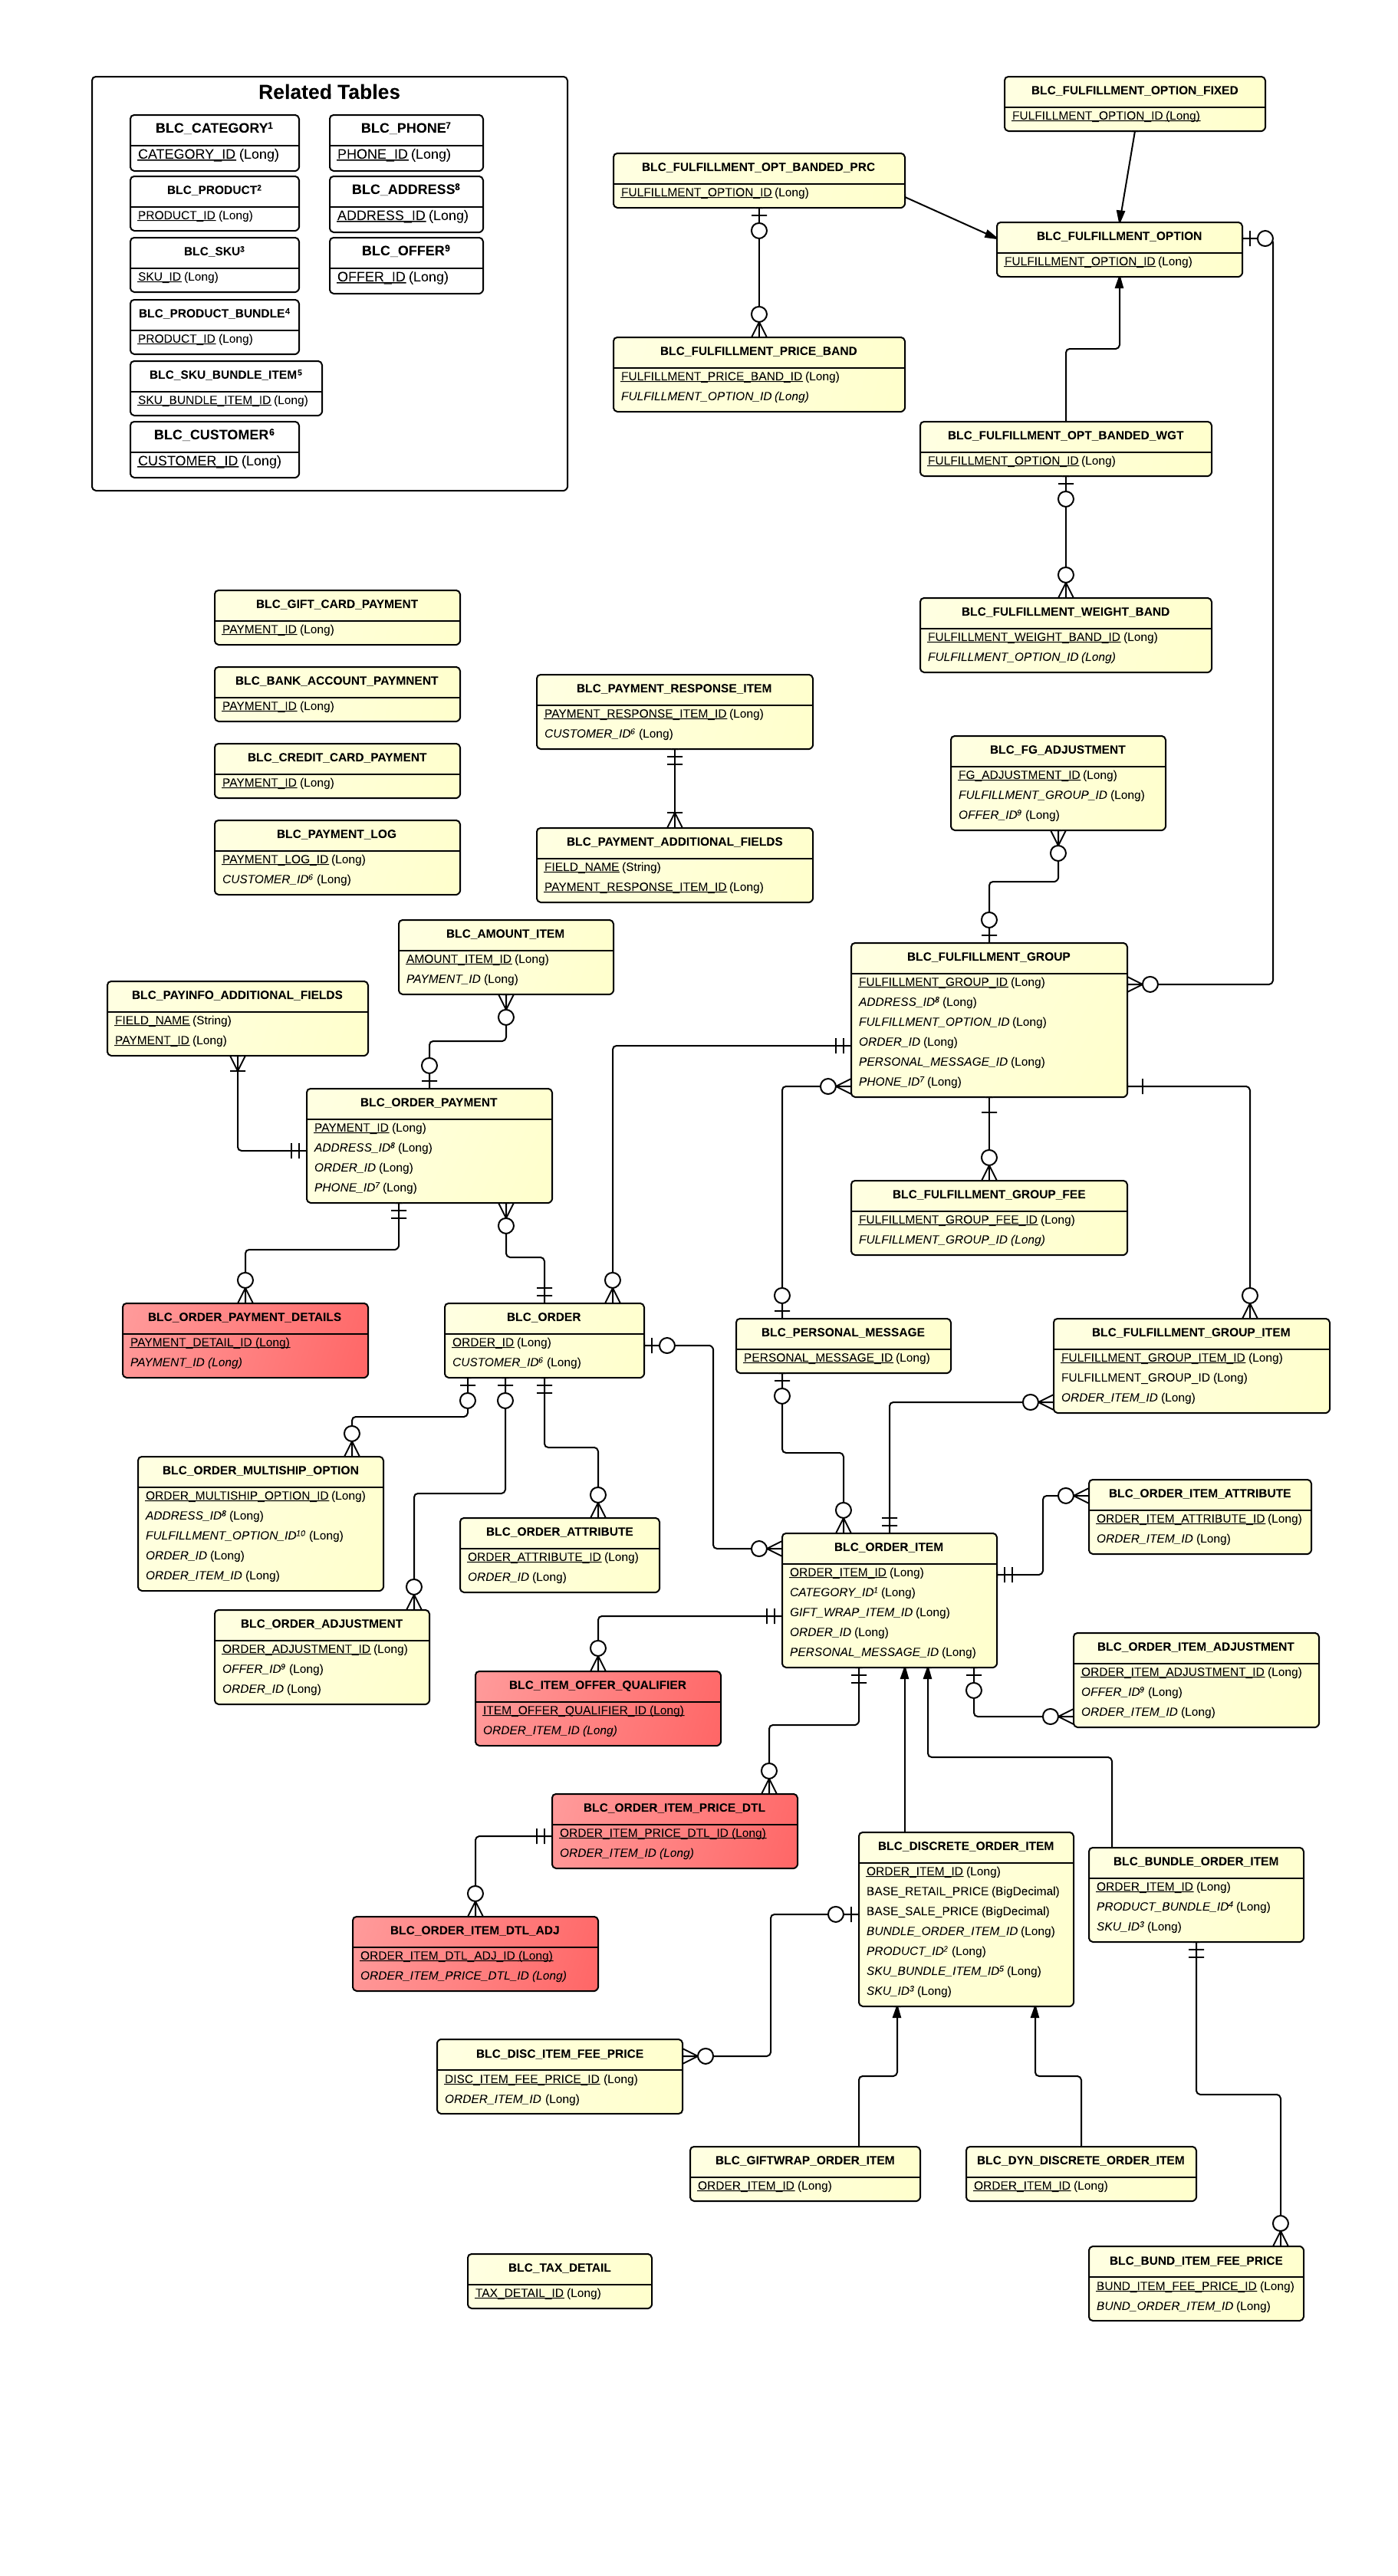 Related Tables
BLC_CATEGORY¹
CATEGORY_ID (Long)
BLC_PRODUCT²
PRODUCT_ID (Long)
BLC_SKU³
SKU_ID (Long)
BLC_PRODUCT_BUNDLE⁴
PRODUCT_ID (Long)
BLC_SKU_BUNDLE_ITEM⁵
SKU_BUNDLE_ITEM_ID (Long)
BLC_CUSTOMER⁶
CUSTOMER_ID (Long)
BLC_PHONE⁷
PHONE_ID (Long)
BLC_ADDRESS⁸
ADDRESS_ID (Long)
BLC_OFFER⁹
OFFER_ID (Long)
BLC_FULFILLMENT_OPTION_FIXED
FULFILLMENT_OPTION_ID (Long)
BLC_FULFILLMENT_OPT_BANDED_PRC
FULFILLMENT_OPTION_ID (Long)
BLC_FULFILLMENT_OPTION
FULFILLMENT_OPTION_ID (Long)
BLC_FULFILLMENT_PRICE_BAND
FULFILLMENT_PRICE_BAND_ID (Long)
FULFILLMENT_OPTION_ID (Long)
BLC_FULFILLMENT_OPT_BANDED_WGT
FULFILLMENT_OPTION_ID (Long)
BLC_FULFILLMENT_WEIGHT_BAND
FULFILLMENT_WEIGHT_BAND_ID (Long)
FULFILLMENT_OPTION_ID (Long)
BLC_GIFT_CARD_PAYMENT
PAYMENT_ID (Long)
BLC_BANK_ACCOUNT_PAYMNENT
PAYMENT_ID (Long)
BLC_CREDIT_CARD_PAYMENT
PAYMENT_ID (Long)
BLC_PAYMENT_LOG
PAYMENT_LOG_ID (Long)
CUSTOMER_ID⁶ (Long)
BLC_PAYMENT_RESPONSE_ITEM
PAYMENT_RESPONSE_ITEM_ID (Long)
CUSTOMER_ID⁶ (Long)
BLC_PAYMENT_ADDITIONAL_FIELDS
FIELD_NAME (String)
PAYMENT_RESPONSE_ITEM_ID (Long)
BLC_FG_ADJUSTMENT
FG_ADJUSTMENT_ID (Long)
FULFILLMENT_GROUP_ID (Long)
OFFER_ID⁹ (Long)
BLC_AMOUNT_ITEM
AMOUNT_ITEM_ID (Long)
PAYMENT_ID (Long)
BLC_PAYINFO_ADDITIONAL_FIELDS
FIELD_NAME (String)
PAYMENT_ID (Long)
BLC_FULFILLMENT_GROUP
FULFILLMENT_GROUP_ID (Long)
ADDRESS_ID⁸ (Long)
FULFILLMENT_OPTION_ID (Long)
ORDER_ID (Long)
PERSONAL_MESSAGE_ID (Long)
PHONE_ID⁷ (Long)
BLC_ORDER_PAYMENT
PAYMENT_ID (Long)
ADDRESS_ID⁸ (Long)
ORDER_ID (Long)
PHONE_ID⁷ (Long)
BLC_FULFILLMENT_GROUP_FEE
FULFILLMENT_GROUP_FEE_ID (Long)
FULFILLMENT_GROUP_ID (Long)
BLC_ORDER_PAYMENT_DETAILS
PAYMENT_DETAIL_ID (Long)
PAYMENT_ID (Long)
BLC_ORDER
ORDER_ID (Long)
CUSTOMER_ID⁶ (Long)
BLC_PERSONAL_MESSAGE
PERSONAL_MESSAGE_ID (Long)
BLC_FULFILLMENT_GROUP_ITEM
FULFILLMENT_GROUP_ITEM_ID (Long)
FULFILLMENT_GROUP_ID (Long)
ORDER_ITEM_ID (Long)
BLC_ORDER_MULTISHIP_OPTION
ORDER_MULTISHIP_OPTION_ID (Long)
ADDRESS_ID⁸ (Long)
FULFILLMENT_OPTION_ID¹⁰ (Long)
ORDER_ID (Long)
ORDER_ITEM_ID (Long)
BLC_ORDER_ATTRIBUTE
ORDER_ATTRIBUTE_ID (Long)
ORDER_ID (Long)
BLC_ORDER_ITEM
ORDER_ITEM_ID (Long)
CATEGORY_ID¹ (Long)
GIFT_WRAP_ITEM_ID (Long)
ORDER_ID (Long)
PERSONAL_MESSAGE_ID (Long)
BLC_ORDER_ITEM_ATTRIBUTE
ORDER_ITEM_ATTRIBUTE_ID (Long)
ORDER_ITEM_ID (Long)
BLC_ORDER_ADJUSTMENT
ORDER_ADJUSTMENT_ID (Long)
OFFER_ID⁹ (Long)
ORDER_ID (Long)
BLC_ITEM_OFFER_QUALIFIER
ITEM_OFFER_QUALIFIER_ID (Long)
ORDER_ITEM_ID (Long)
BLC_ORDER_ITEM_ADJUSTMENT
ORDER_ITEM_ADJUSTMENT_ID (Long)
OFFER_ID⁹ (Long)
ORDER_ITEM_ID (Long)
BLC_ORDER_ITEM_PRICE_DTL
ORDER_ITEM_PRICE_DTL_ID (Long)
ORDER_ITEM_ID (Long)
BLC_DISCRETE_ORDER_ITEM
ORDER_ITEM_ID (Long)
BASE_RETAIL_PRICE (BigDecimal)
BASE_SALE_PRICE (BigDecimal)
BUNDLE_ORDER_ITEM_ID (Long)
PRODUCT_ID² (Long)
SKU_BUNDLE_ITEM_ID⁵ (Long)
SKU_ID³ (Long)
BLC_BUNDLE_ORDER_ITEM
ORDER_ITEM_ID (Long)
PRODUCT_BUNDLE_ID⁴ (Long)
SKU_ID³ (Long)
BLC_ORDER_ITEM_DTL_ADJ
ORDER_ITEM_DTL_ADJ_ID (Long)
ORDER_ITEM_PRICE_DTL_ID (Long)
BLC_DISC_ITEM_FEE_PRICE
DISC_ITEM_FEE_PRICE_ID (Long)
ORDER_ITEM_ID (Long)
BLC_GIFTWRAP_ORDER_ITEM
ORDER_ITEM_ID (Long)
BLC_DYN_DISCRETE_ORDER_ITEM
ORDER_ITEM_ID (Long)
BLC_TAX_DETAIL
TAX_DETAIL_ID (Long)
BLC_BUND_ITEM_FEE_PRICE
BUND_ITEM_FEE_PRICE_ID (Long)
BUND_ORDER_ITEM_ID (Long)